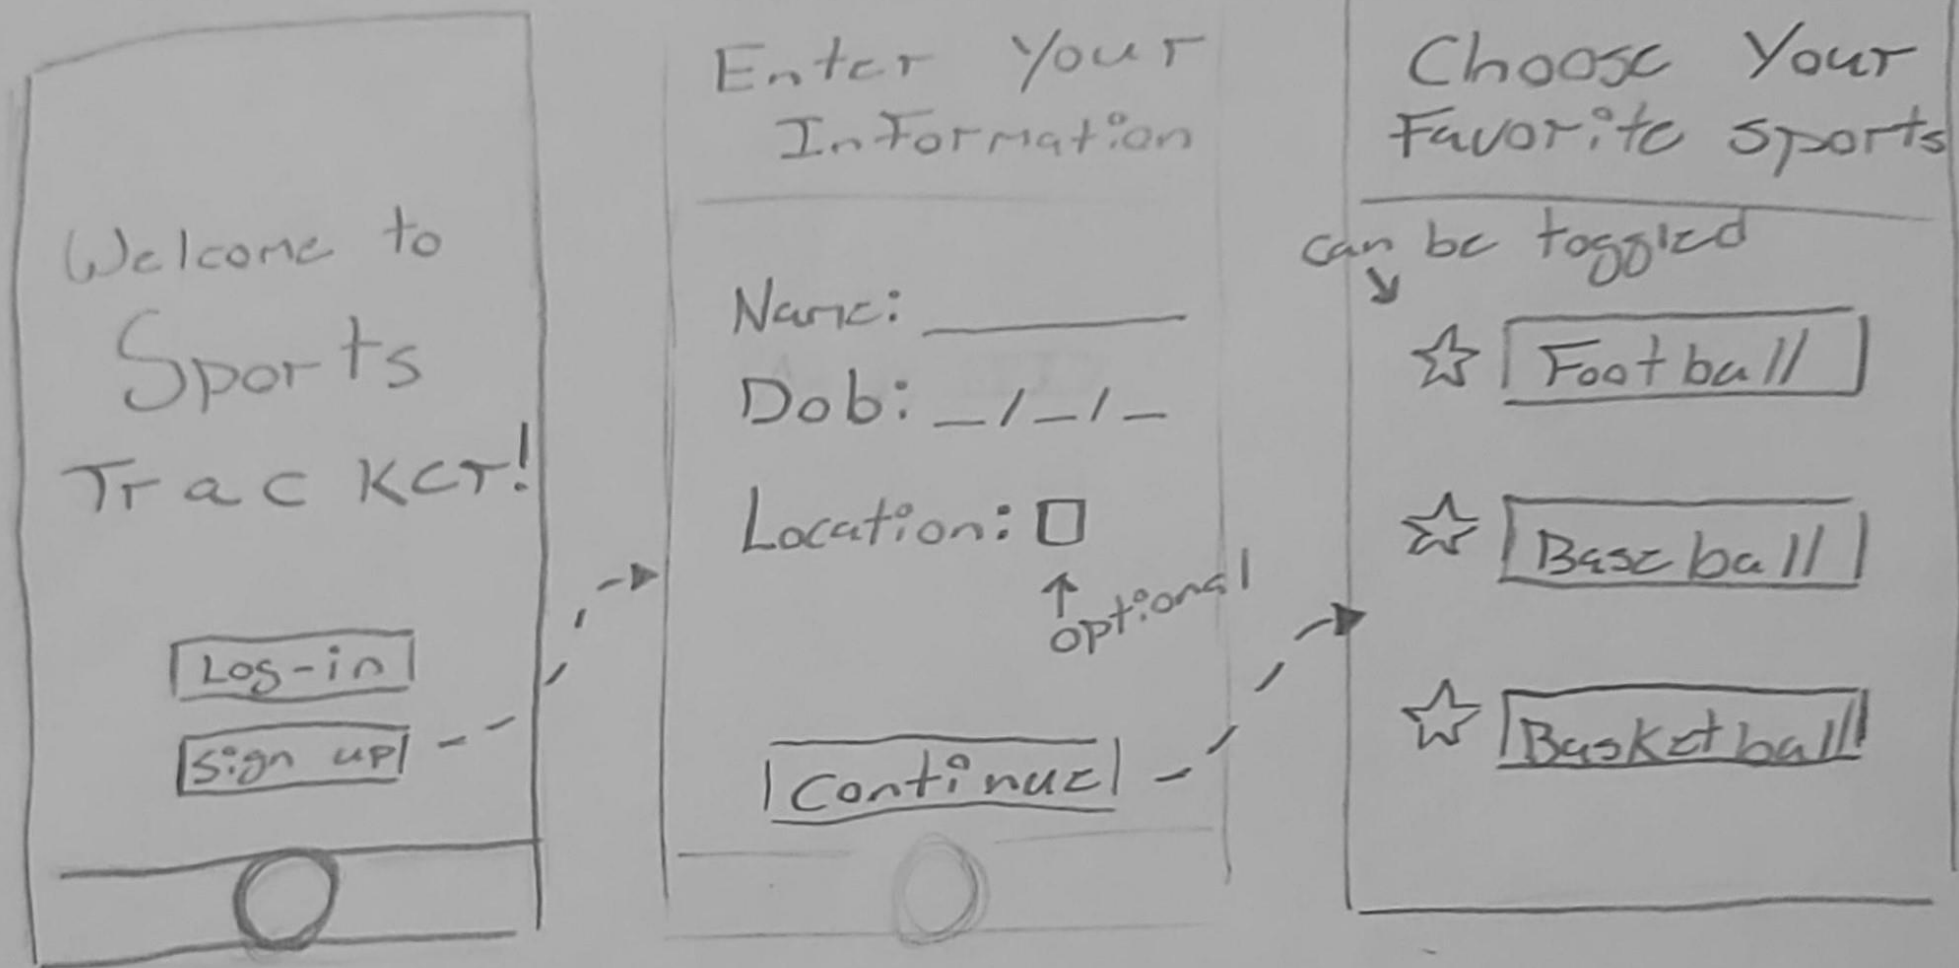 Welcome to
Sports
Tracker!
Log-in
sign up
Enter Your
Information
Name:
Dob: _/_/_
Location:
optional
Continue
Choose Your
Favorite sports
can be toggled
Football
Baseball
Basketball